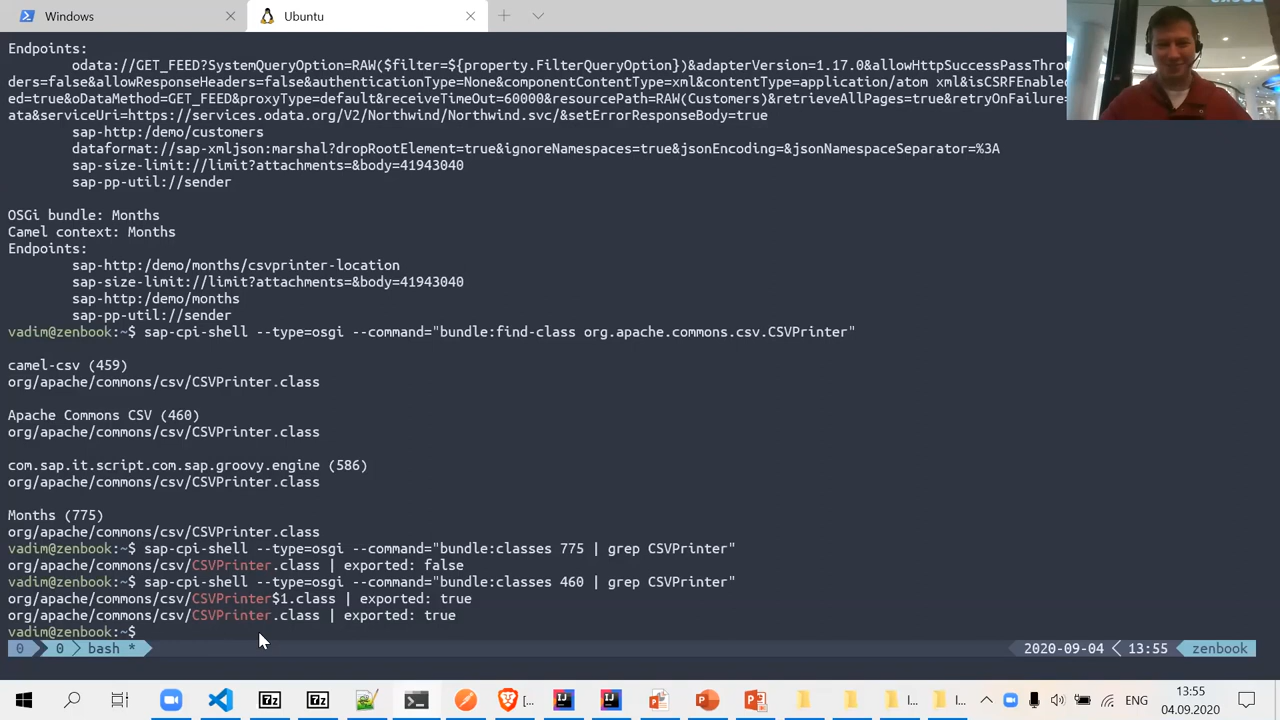 Windows
Ubuntu
Endpoints:
odata://GET_FEED?SystemQueryOption=RAW($filter=${property.FilterQueryOption})&adapterVersion=1.17.0&allowHttpSuccessPassThro
ders=false&allowResponseHeaders=false&authenticationType=None&componentContentType=xml&contentType=application/atom xml&isCSRFEnabled
ed=true&oDataMethod=GET_FEED&proxyType=default&receiveTimeOut=60000&resourcePath=RAW(Customers)&retrieveAllPages=true&retryOnFailure=
ata&serviceUri=https://services.odata.org/V2/Northwind/Northwind.svc/&setErrorResponseBody=true
sap-http:/demo/customers
dataformat://sap-xmljson:marshal?dropRootElement=true&ignoreNamespaces=true&jsonEncoding=&jsonNamespaceSeparator=%3A
sap-size-limit://limit?attachments=&body=41943040
sap-pp-util://sender
OSGi bundle: Months
Camel context: Months
Endpoints:
sap-http:/demo/months/csvprinter-location
sap-size-limit://limit?attachments=&body=41943040
sap-http:/demo/months
sap-pp-util://sender
vadim@zenbook:~$ sap-cpi-shell --type=osgi --command="bundle:find-class org.apache.commons.csv.CSVPrinter"
camel-csv (459)
org/apache/commons/csv/CSVPrinter.class
Apache Commons CSV (460)
org/apache/commons/csv/CSVPrinter.class
com.sap.it.script.com.sap.groovy.engine (586)
org/apache/commons/csv/CSVPrinter.class
Months (775)
org/apache/commons/csv/CSVPrinter.class
vadim@zenbook:~$ sap-cpi-shell --type=osgi --command="bundle:classes 775 | grep CSVPrinter"
org/apache/commons/csv/CSVPrinter.class | exported: false
vadim@zenbook:~$ sap-cpi-shell --type=osgi --command="bundle:classes 460 | grep CSVPrinter"
org/apache/commons/csv/CSVPrinter$1.class | exported: true
org/apache/commons/csv/CSVPrinter.class | exported: true
vadim@zenbook:~$
0 0 bash * 2020-09-04 13:55 zenbook
[... I... I... ENG 13:55
04.09.2020